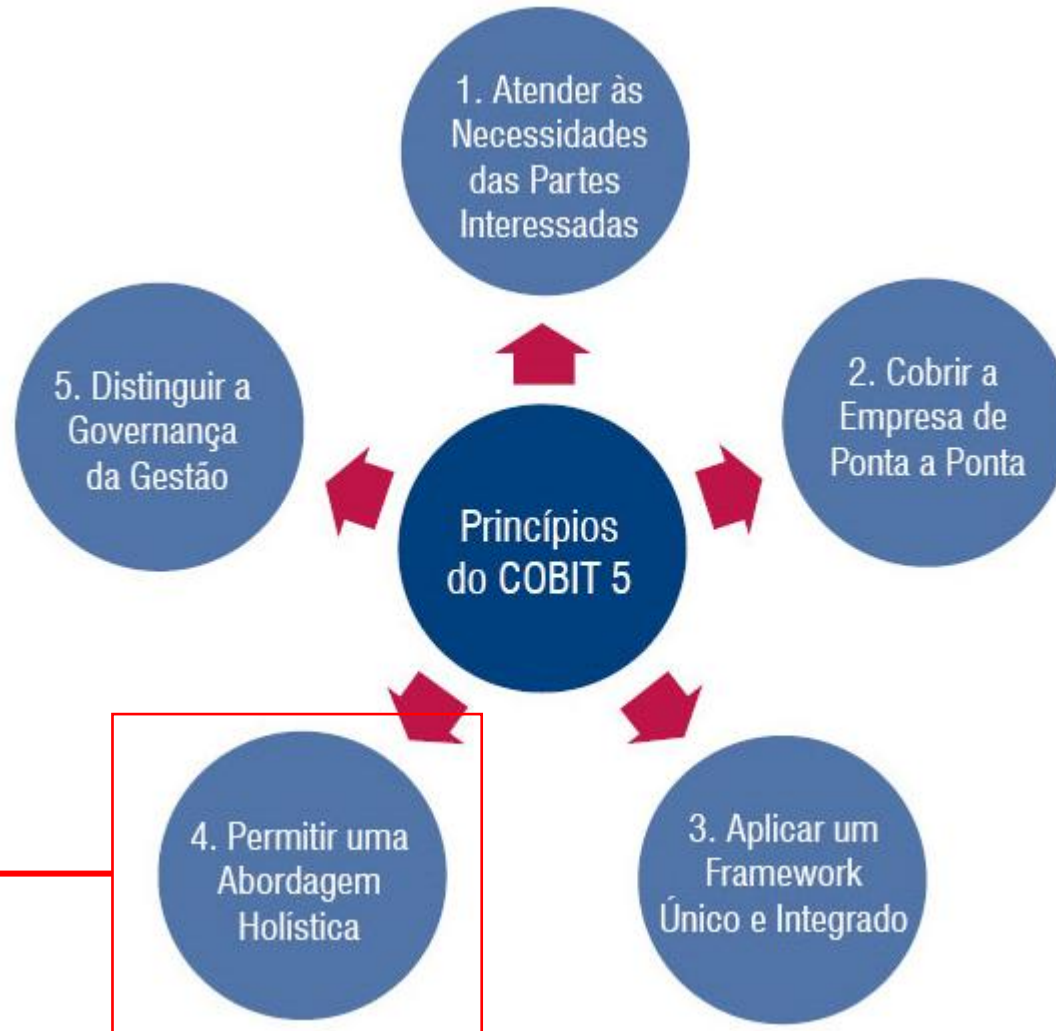 1. Atender às
Necessidades
das Partes
Interessadas
5. Distinguir a
Governança
da Gestão
2. Cobrir a
Empresa de
Ponta a Ponta
Princípios
do COBIT 5
4. Permitir uma
Abordagem
Holística
3. Aplicar um
Framework
Único e Integrado